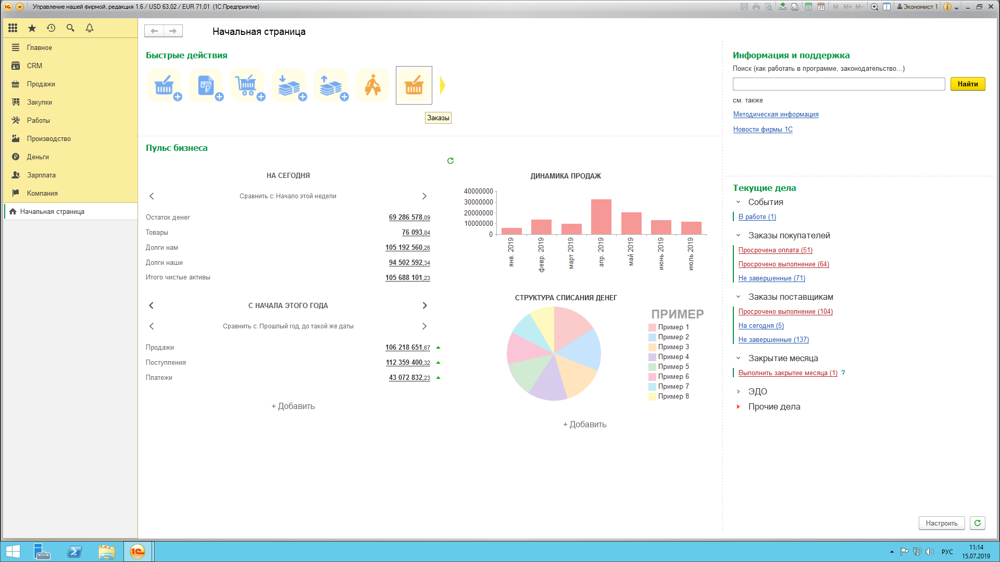 Управление нашей фирмой, редакция 1.6 / USD 63,02 / EUR 71,01 (1С:Предприятие)
M M+ M-
Экономист 1
Главное
CRM
Продажи
Закупки
Работы
Производство
Деньги
Зарплата
Компания
Начальная страница
Начальная страница
Быстрые действия
Заказы
Пульс бизнеса
НА СЕГОДНЯ
Сравнить с: Начало этой недели
Остаток денег 69 286 578,09
Товары 76 093,84
Долги нам 105 192 560,26
Долги наши 94 502 592,34
Итого чистые активы 105 688 101,23
С НАЧАЛА ЭТОГО ГОДА
Сравнить с: Прошлый год, до такой же даты
Продажи 106 218 651,67
Поступления 112 359 400,32
Платежи 43 072 832,23
+ Добавить
ДИНАМИКА ПРОДАЖ
40000000
30000000
20000000
10000000
0
янв. 2019
февр. 2019
март 2019
апр. 2019
май 2019
июнь 2019
июль 2019
СТРУКТУРА СПИСАНИЯ ДЕНЕГ
ПРИМЕР
Пример 1
Пример 2
Пример 3
Пример 4
Пример 5
Пример 6
Пример 7
Пример 8
+ Добавить
Информация и поддержка
Поиск (как работать в программе, законодательство...)
Найти
см. также
Методическая информация
Новости фирмы 1С
Текущие дела
События
В работе (1)
Заказы покупателей
Просрочена оплата (51)
Просрочено выполнение (64)
Не завершенные (71)
Заказы поставщикам
Просрочено выполнение (104)
На сегодня (5)
Не завершенные (137)
Закрытие месяца
Выполнить закрытие месяца (1) ?
ЭДО
Прочие дела
Настроить
РУС
11:14
15.07.2019